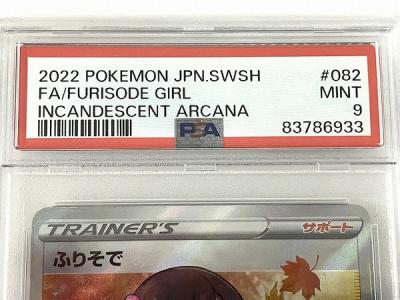 2022 POKEMON JPN.SWSH #082
FA/FURISODE GIRL MINT
INCANDESCENT ARCANA 9
PSA 83786933
TRAINER'S サポート
ふりそで